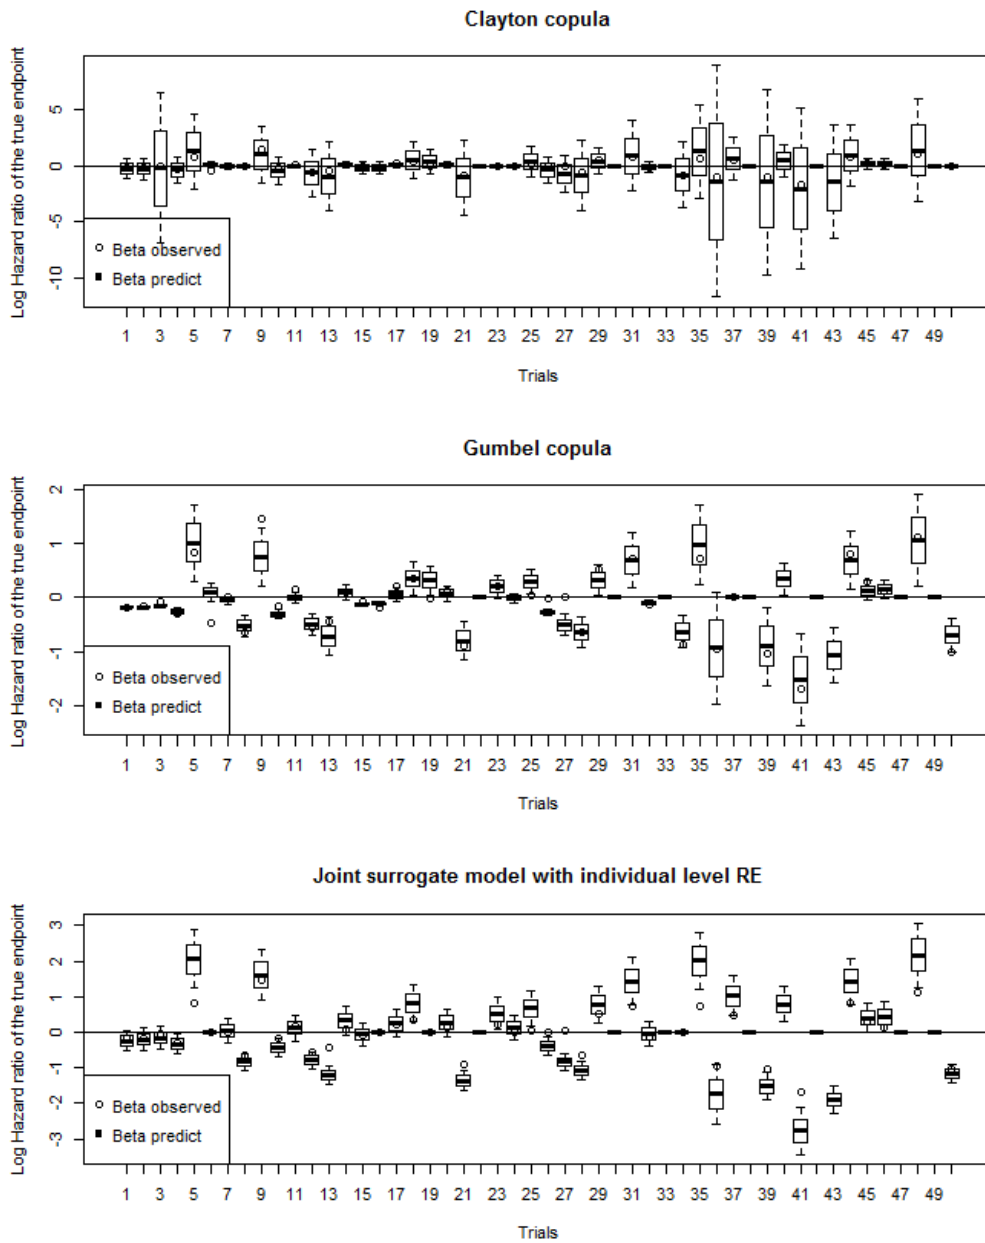 Clayton copula
Log Hazard ratio of the true endpoint
5
0
-5
-10
Beta observed
Beta predict
1 3 5 7 9 11 13 15 17 19 21 23 25 27 29 31 33 35 37 39 41 43 45 47 49
Trials
Gumbel copula
Log Hazard ratio of the true endpoint
2
1
0
-1
-2
Beta observed
Beta predict
1 3 5 7 9 11 13 15 17 19 21 23 25 27 29 31 33 35 37 39 41 43 45 47 49
Trials
Joint surrogate model with individual level RE
Log Hazard ratio of the true endpoint
3
2
1
0
-1
-2
-3
Beta observed
Beta predict
1 3 5 7 9 11 13 15 17 19 21 23 25 27 29 31 33 35 37 39 41 43 45 47 49
Trials